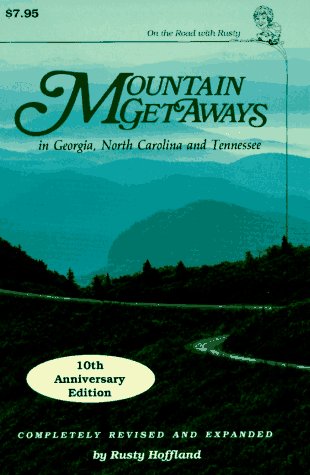 $7.95
On the Road with Rusty
MOUNTAIN
GETAWAYS
in Georgia, North Carolina and Tennessee
10th
Anniversary
Edition
COMPLETELY REVISED AND EXPANDED
by Rusty Hoffland